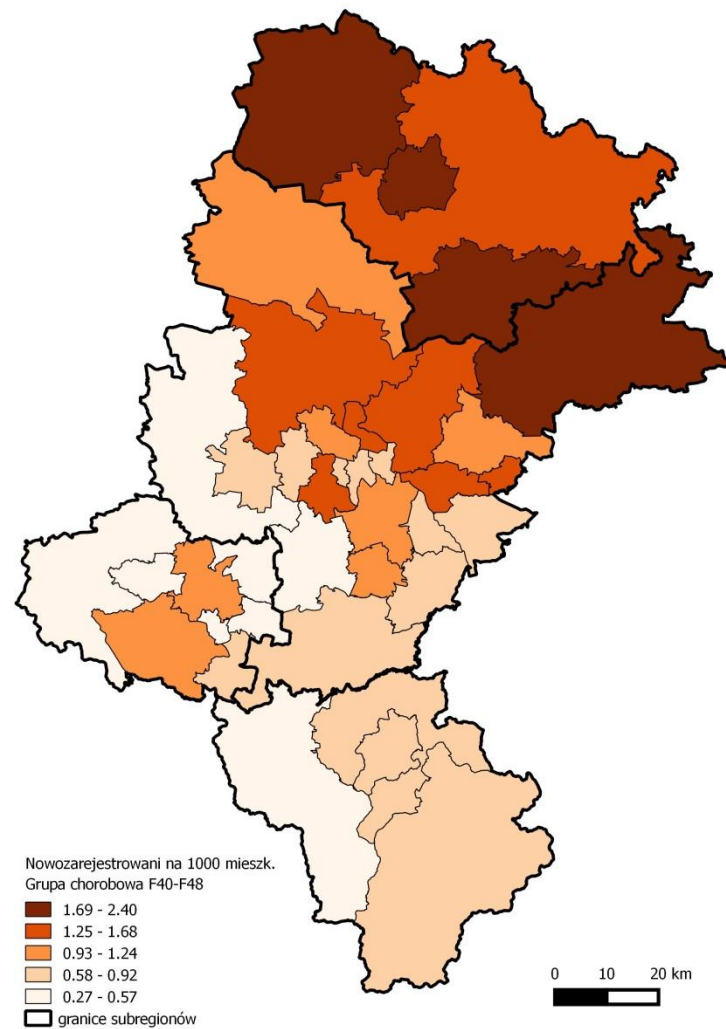 Nowozarejestrowani na 1000 mieszk.
Grupa chorobowa F40-F48
1.69 - 2.40
1.25 - 1.68
0.93 - 1.24
0.58 - 0.92
0.27 - 0.57
granice subregionów
0 10 20 km